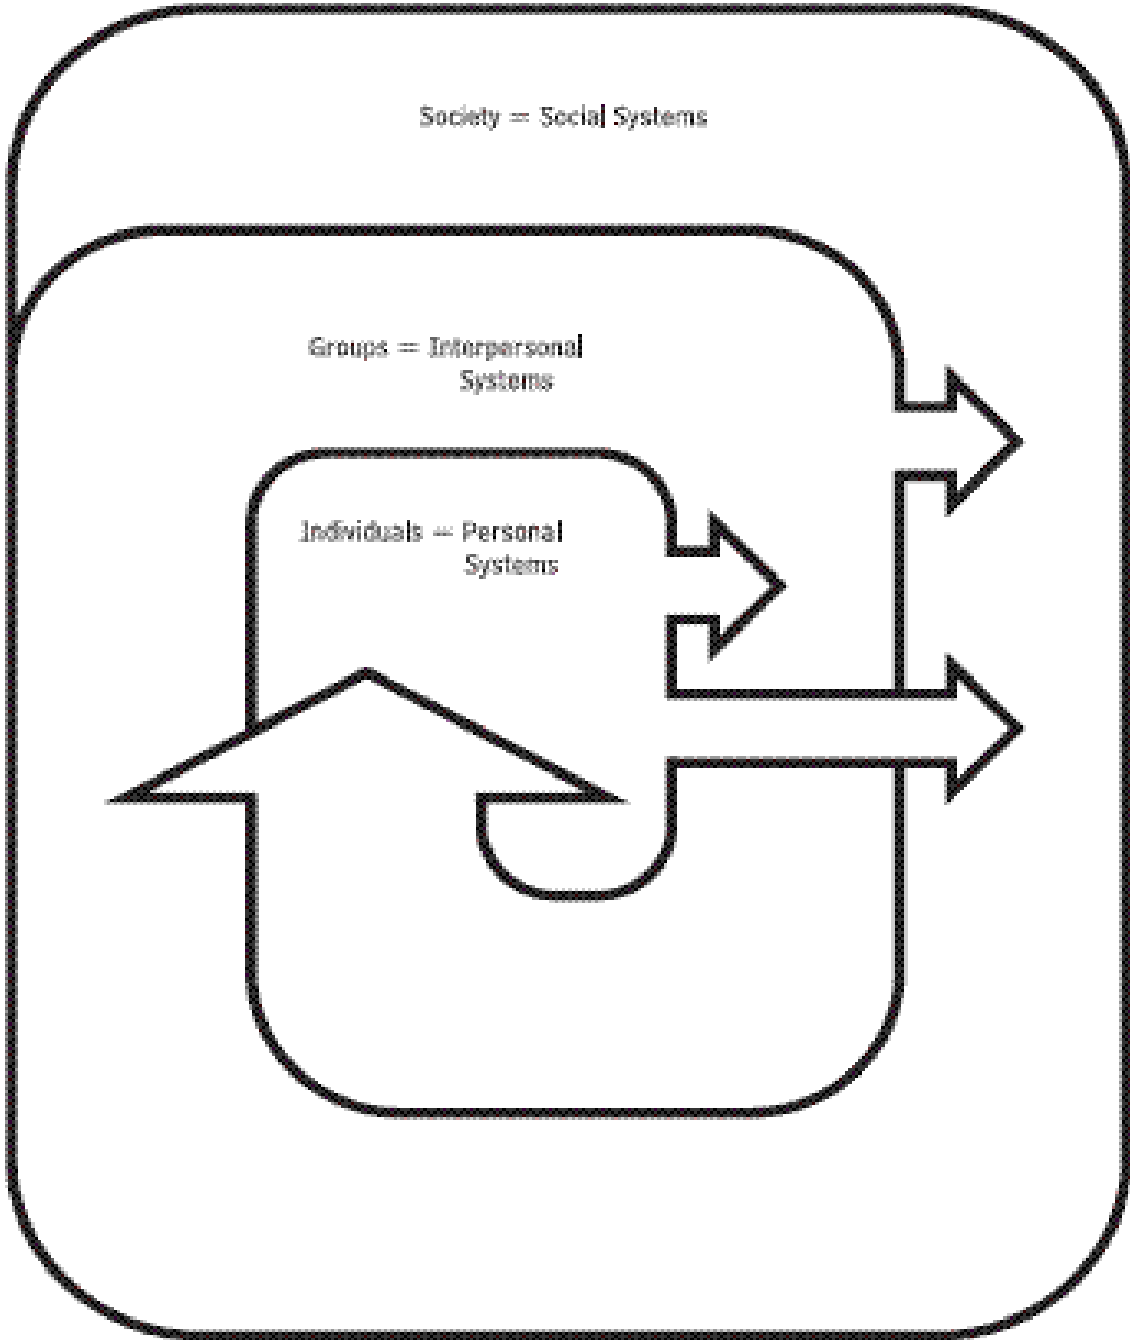 Society = Social Systems
Groups = Interpersonal
Systems
Individuals = Personal
Systems